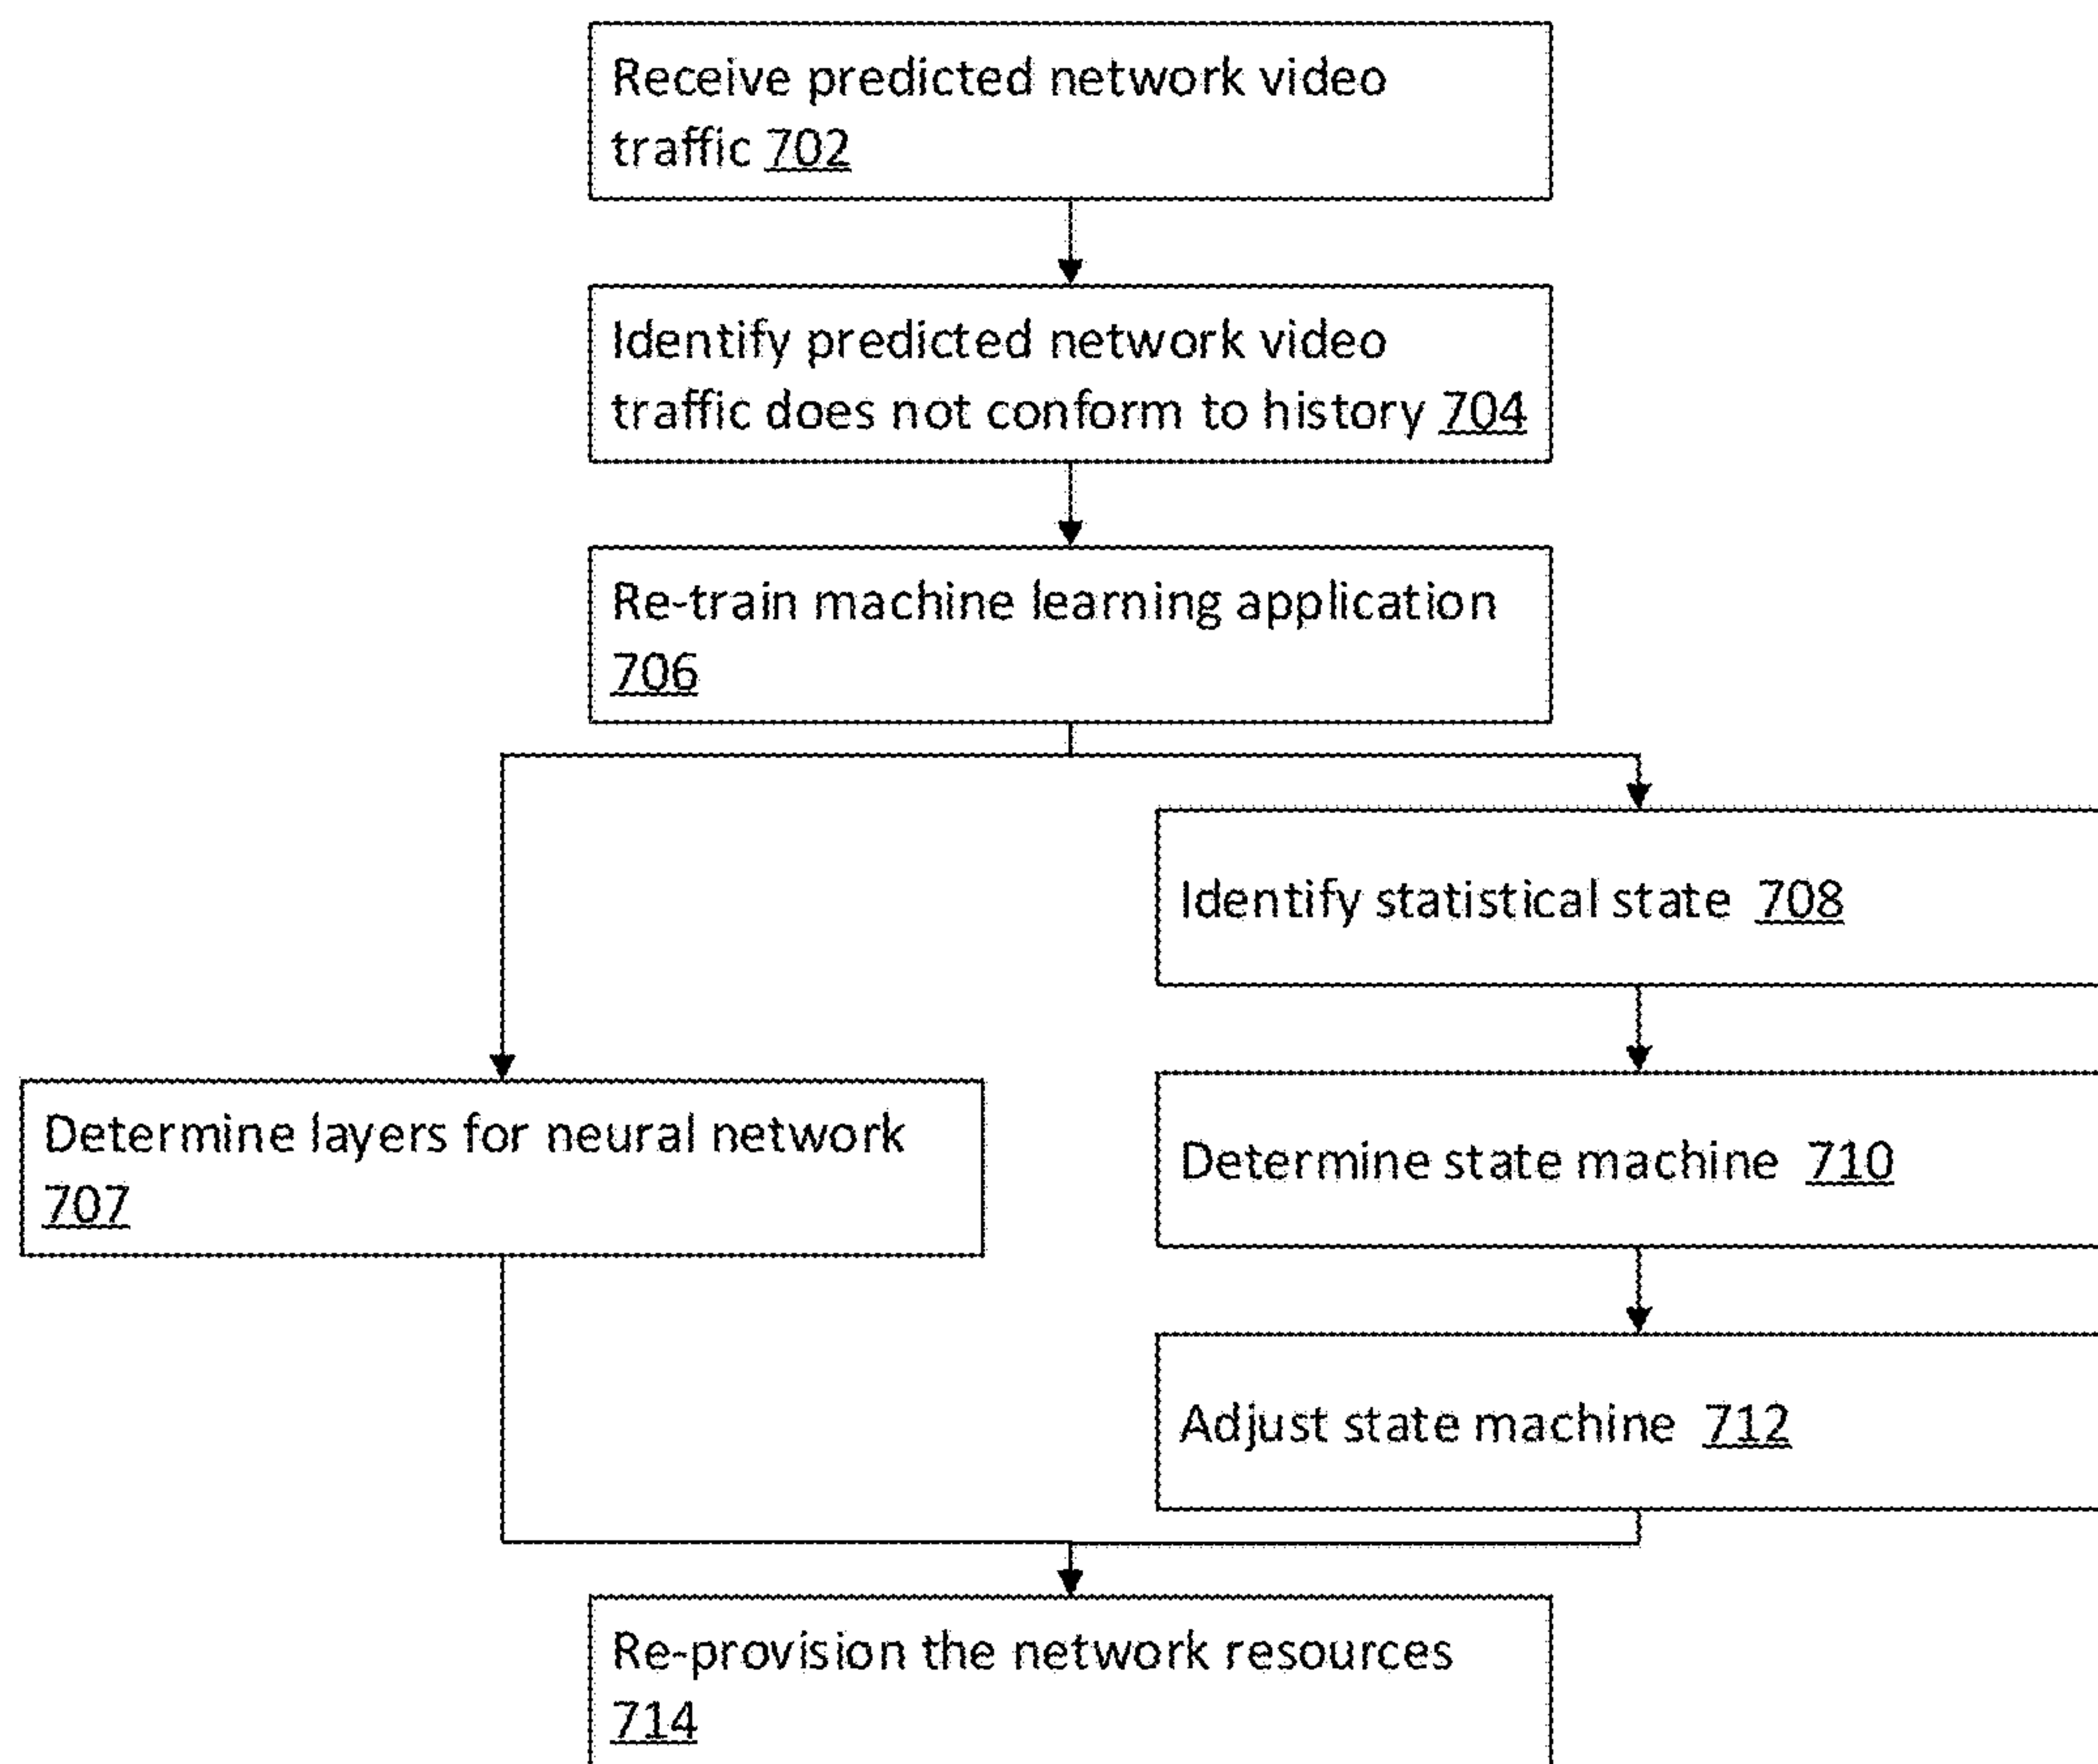 Receive predicted network video
traffic 702
Identify predicted network video
traffic does not conform to history 704
Re-train machine learning application
706
Identify statistical state 708
Determine layers for neural network
707
Determine state machine 710
Adjust state machine 712
Re-provision the network resources
714